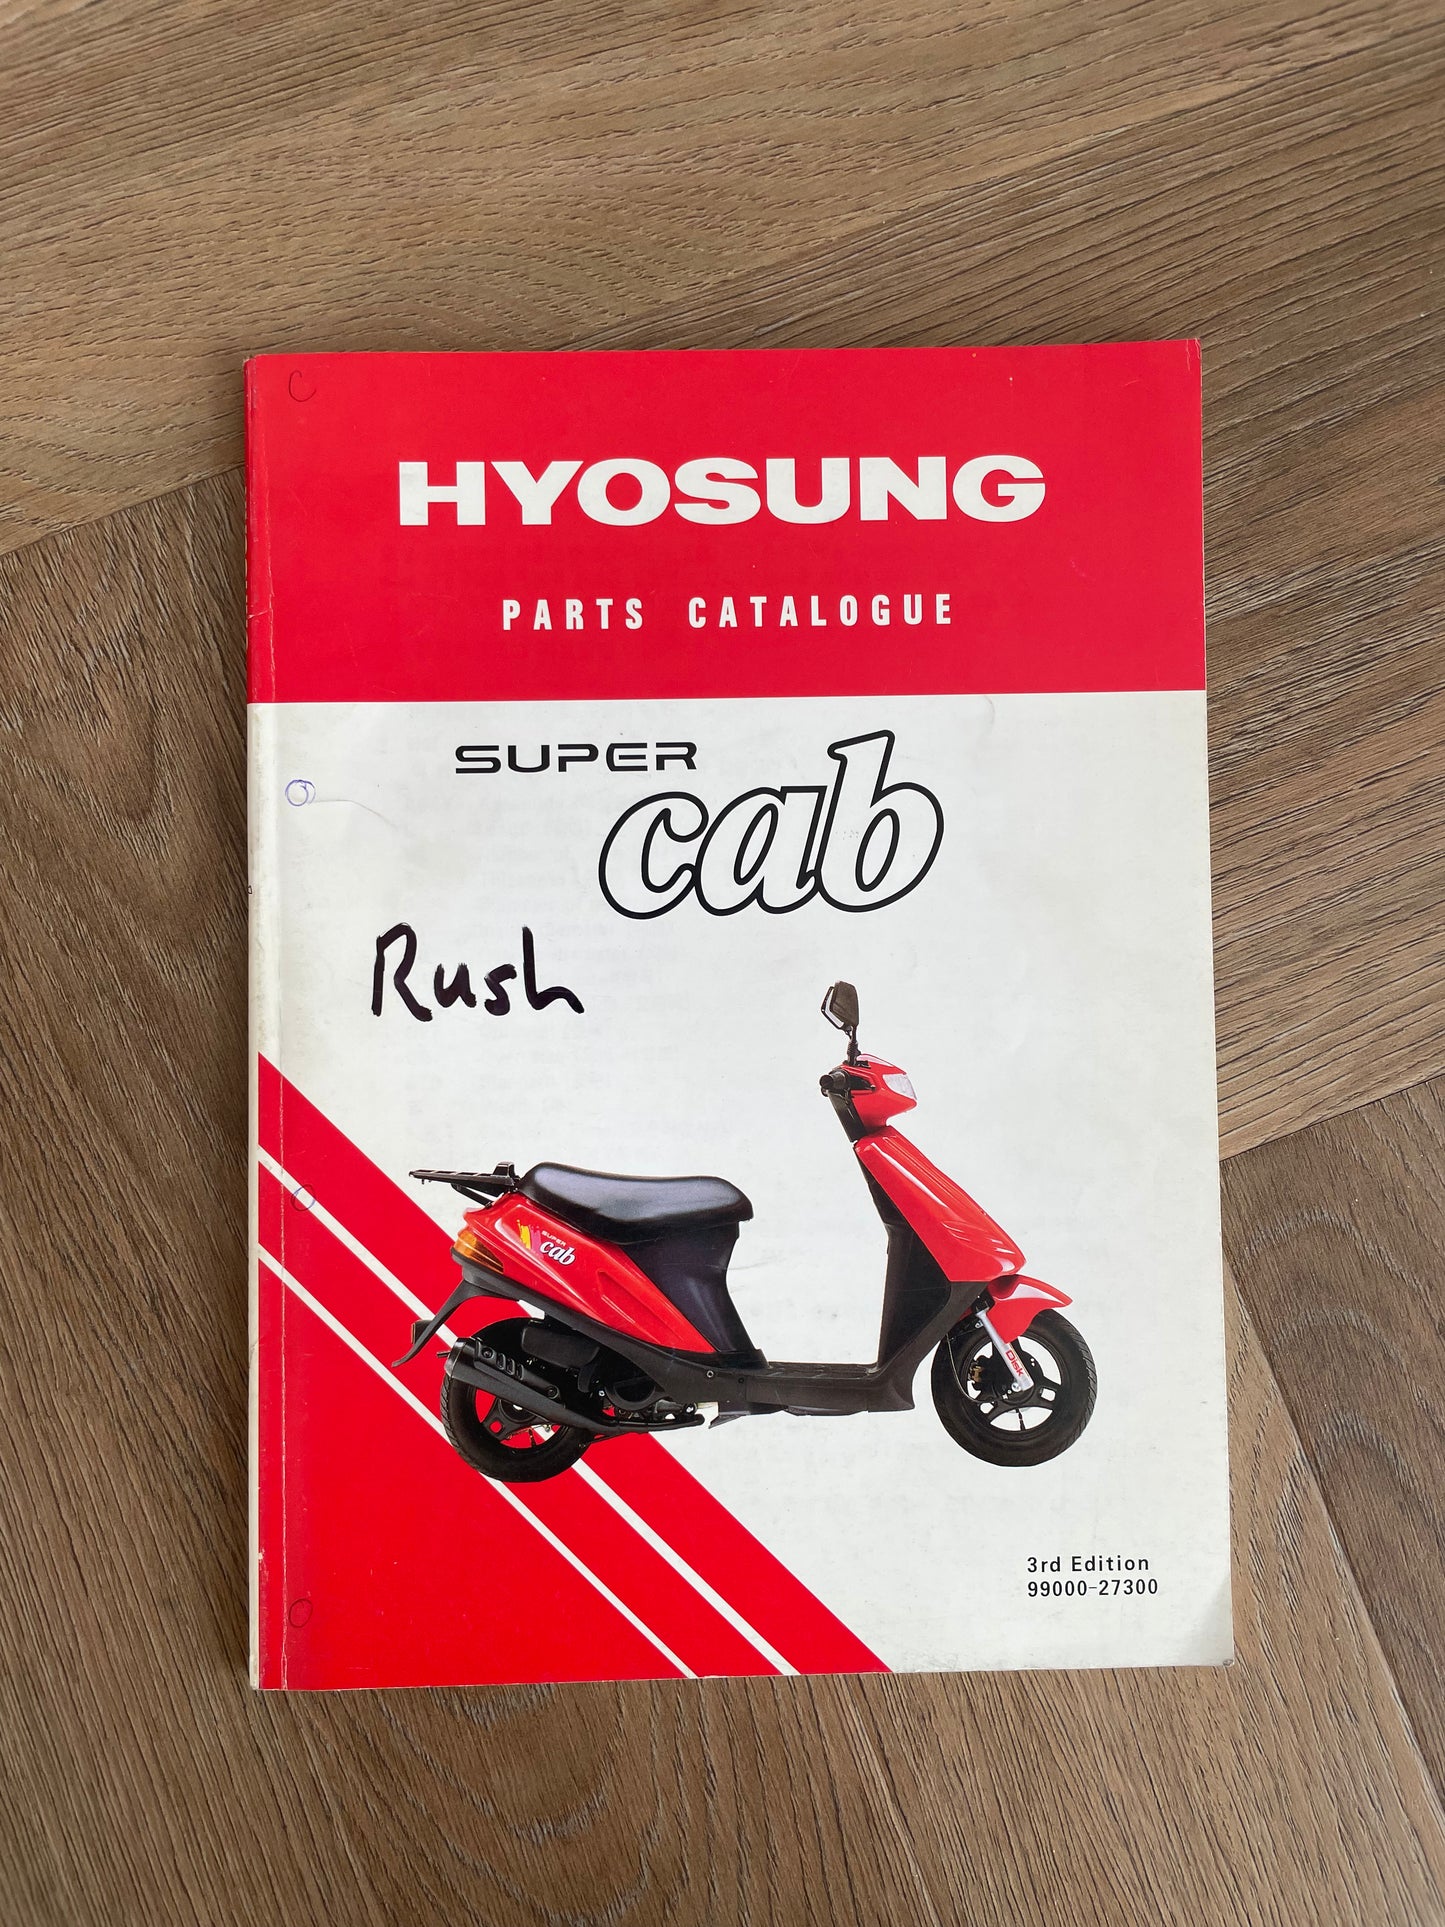 HYOSUNG
PARTS CATALOGUE
SUPER
cab
Rush
SUPER
cab
Disk
3rd Edition
99000-27300